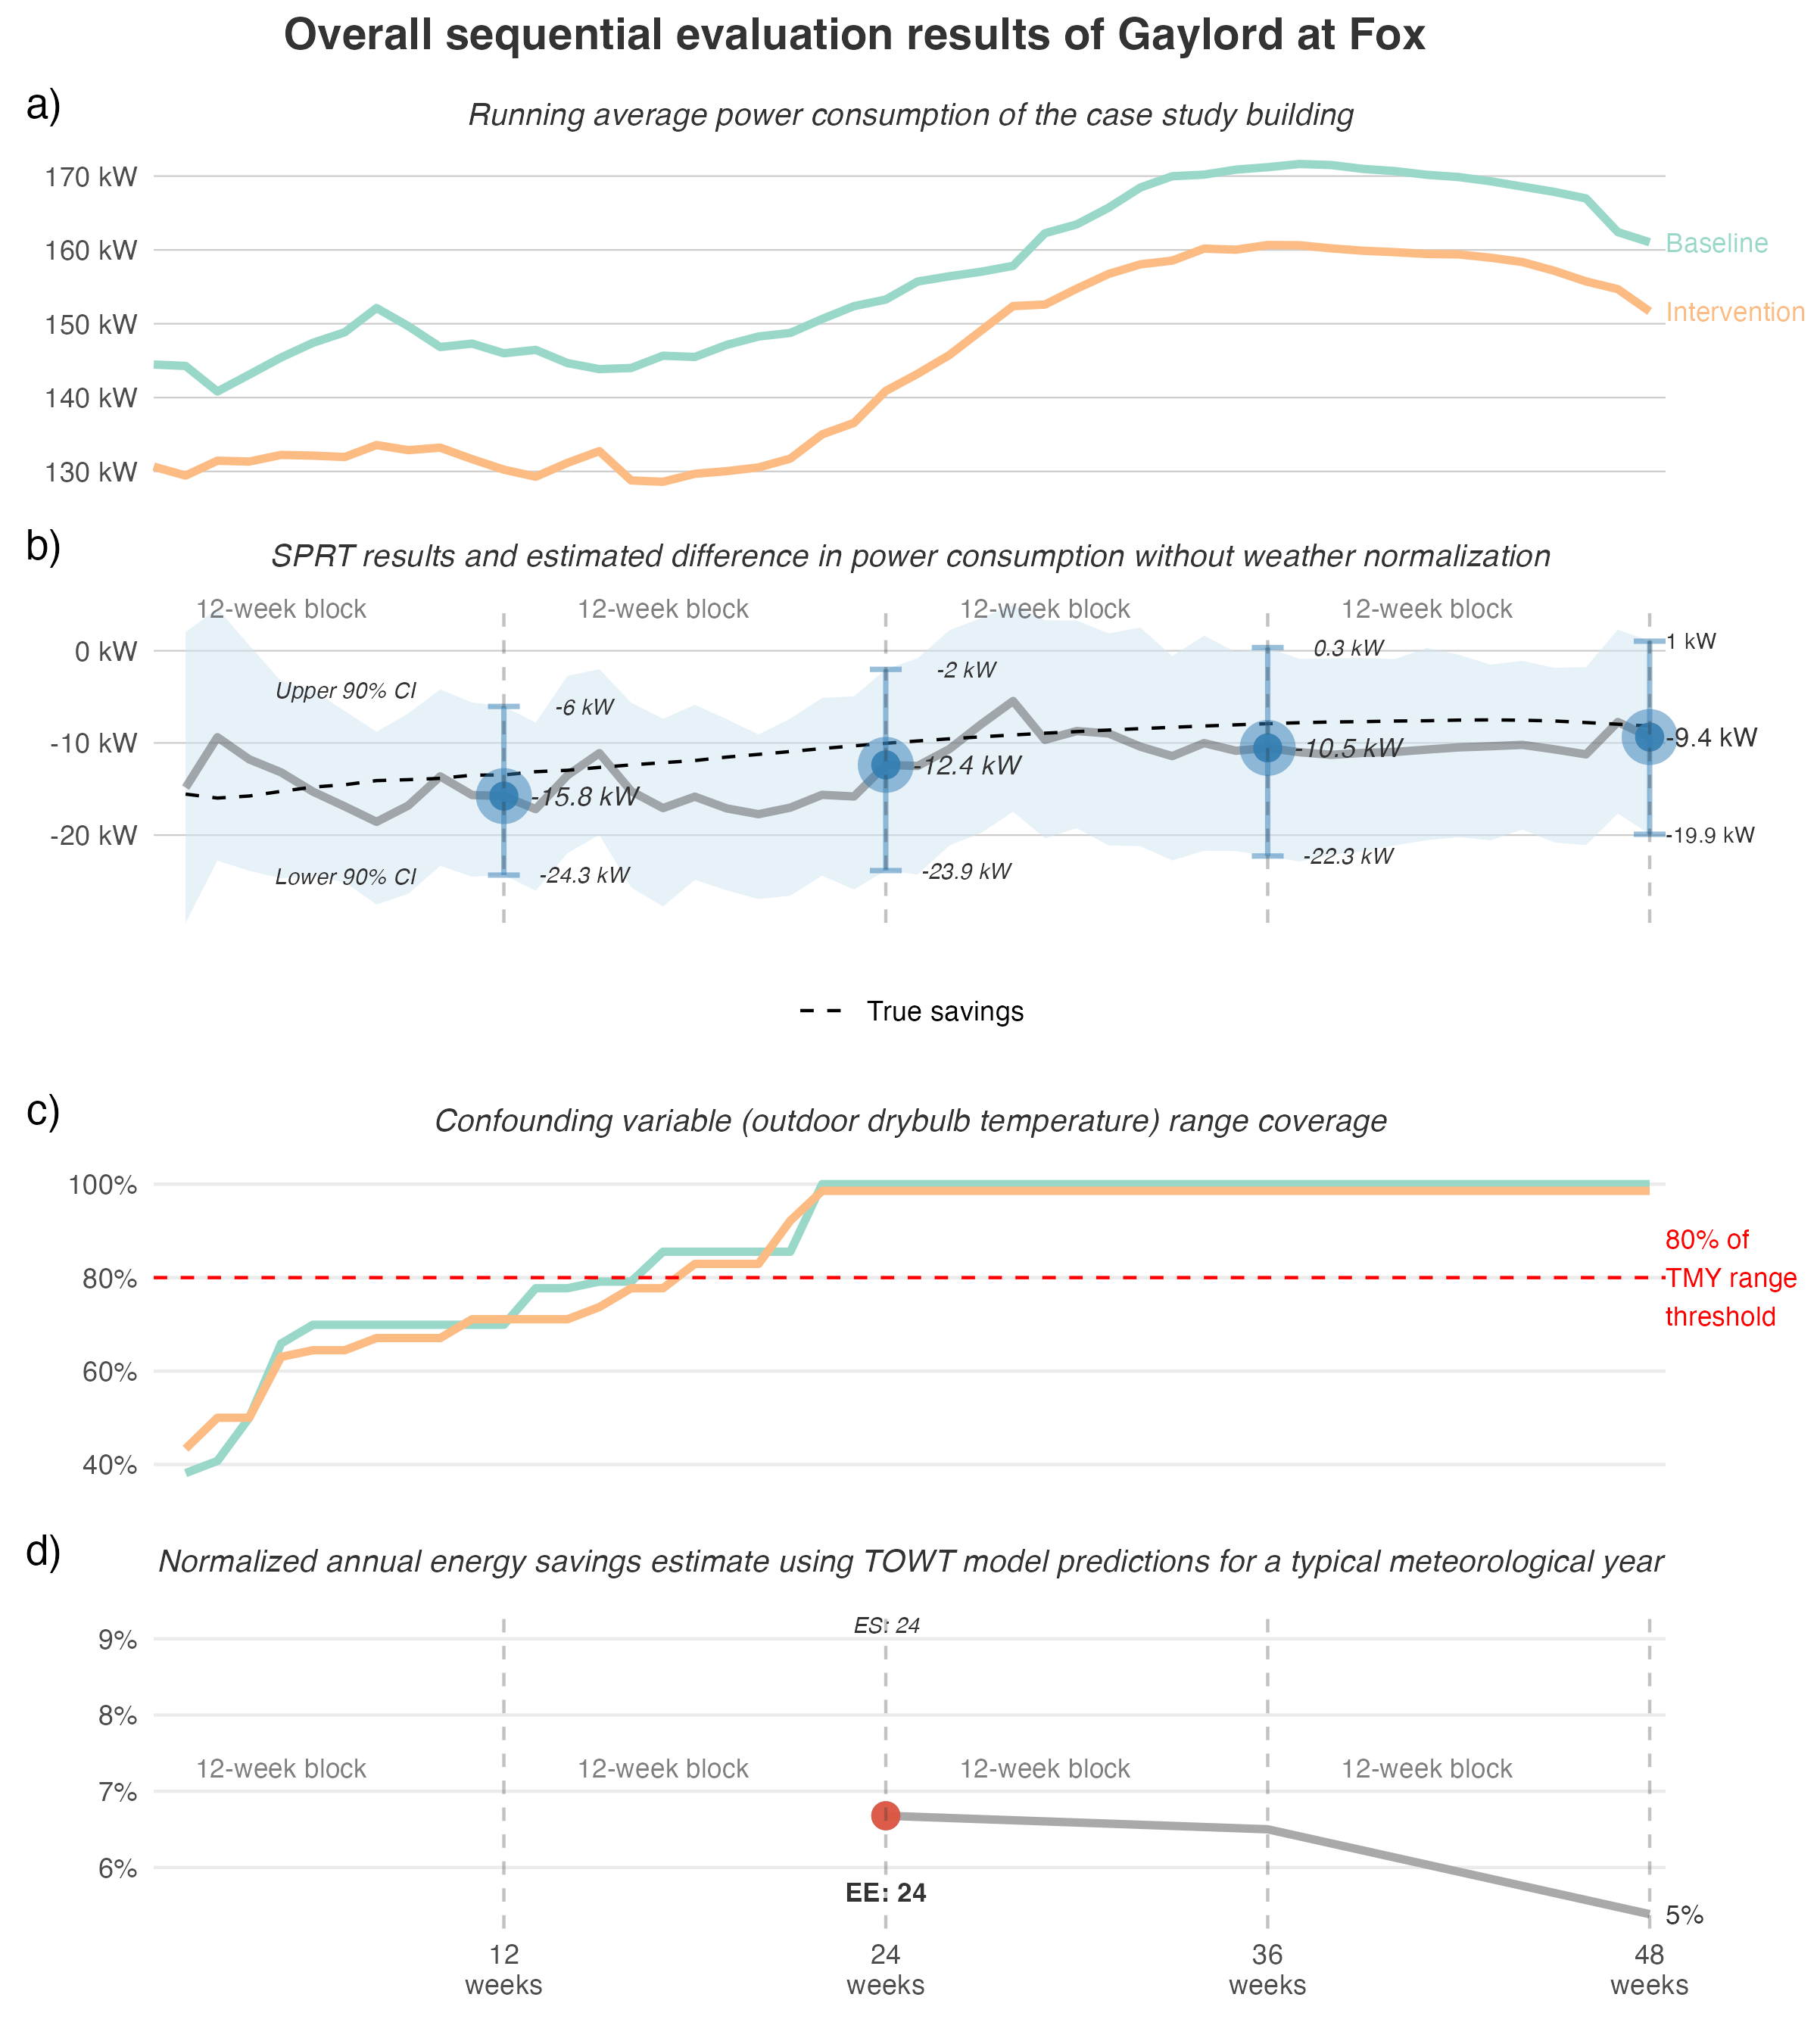 Overall sequential evaluation results of Gaylord at Fox
a)
Running average power consumption of the case study building
170 kW
160 kW
150 kW
140 kW
130 kW
Baseline
Intervention
b)
SPRT results and estimated difference in power consumption without weather normalization
12-week block
12-week block
12-week block
12-week block
0 kW
-10 kW
-20 kW
Upper 90% CI
Lower 90% CI
-6 kW
-15.8 kW
-24.3 kW
-2 kW
-12.4 kW
-23.9 kW
0.3 kW
-10.5 kW
-22.3 kW
1 kW
-9.4 kW
-19.9 kW
True savings
c)
Confounding variable (outdoor drybulb temperature) range coverage
100%
80%
60%
40%
80% of
TMY range
threshold
d)
Normalized annual energy savings estimate using TOWT model predictions for a typical meteorological year
9%
8%
7%
6%
ES: 24
12-week block
12-week block
12-week block
12-week block
EE: 24
5%
12
weeks
24
weeks
36
weeks
48
weeks